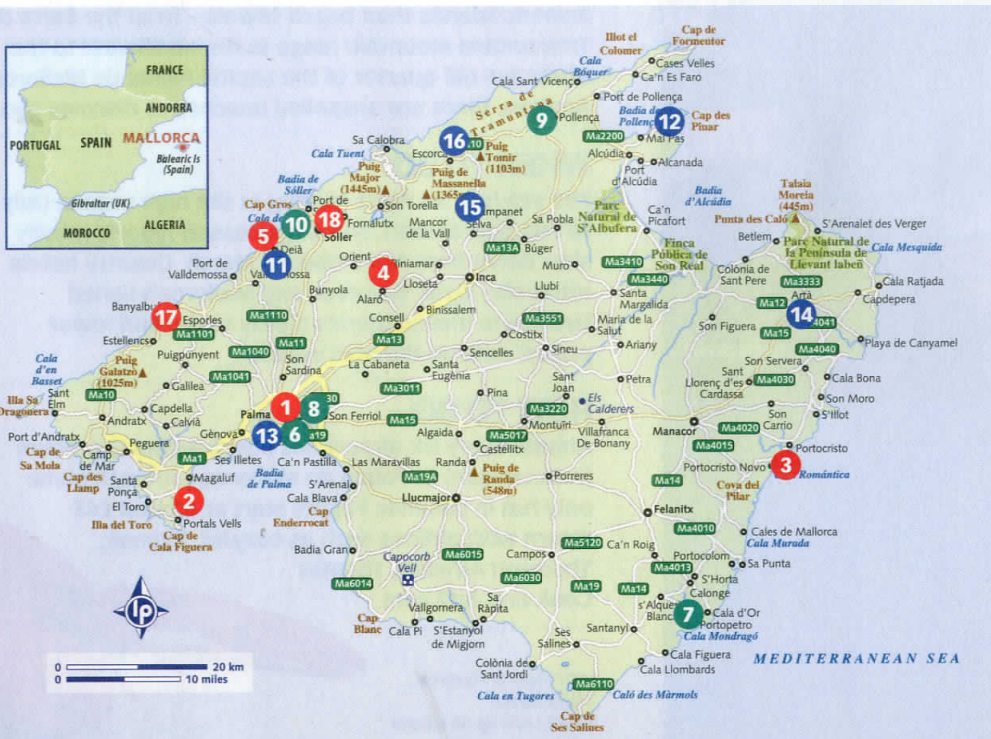 FRANCE
ANDORRA
PORTUGAL
SPAIN
MALLORCA
Balearic Is
(Spain)
Gibraltar (UK)
MOROCCO
ALGERIA
Illot el
Colomer
Cap de
Formentor
Cases Velles
Cala
Bóquer
Ca'n Es Faro
Cala Sant Vicenç
Port de Pollença
Serra de
Tramuntana
9
Pollença
Badia de
12
Cap des
Pinar
Ma2200
Mal Pas
Sa Calobra
16
Escorca
Cala Tuent
Puig
Tomir
(1103m)
Alcúdia
Alcanada
Port
d'Alcúdia
Puig
Major
(1445m)
Puig de
Massanella
Badia de
Sóller
Cap Gros
Port de
Son Torella
15
Badia
d'Alcúdia
Talaia
Moreia
(445m)
5
10
18
Fornalutx
Sóller
Mancor
de la Vall
Selva
Sa Pobla
Parc
Natural de
S'Albufera
Ca'n
Picafort
Punta des Caló
S'Arenalet des Verger
Deià
11
Ma13A
Búger
Betlem
Parc Natural de
la Península de
Llevant labeñ
Cala Mesquida
Port de
Valldemossa
Orient
4
Inca
Muro
Ma3410
Finca
Pública de
Son Real
Colònia de
Sant Pere
Ma3440
Ma3333
Cala Ratjada
Bunyola
Alaró
Lloseta
Llubí
Santa
Margalida
Ma12
Artà
Capdepera
Banyalbu
17
Esporles
Ma1110
Binissalem
14
4041
Consell
Ma3551
Maria de la
Salut
Son Figuera
Ma15
Estellencs
Ma1101
Ma11
Ma13
Costitx
Ariany
Playa de Canyamel
Puigpunyent
Ma1040
Sencelles
Sineu
Ma4040
Cala
d'en
Basset
Puig
Galatzó
(1025m)
Son
Sardina
La Cabaneta
Santa
Eugènia
Son Servera
Sant
Llorenç d'es
Cardassa
Ma4030
Cala Bona
Sant
Elm
Ma10
Galilea
Ma1041
Ma3011
Pina
Sant
Joan
Petra
Son Moro
Illa Sa
Dragonera
Capdella
1
8
30
Els
Calderers
Son
Carrio
S'Illot
Andratx
Calvià
Palma
Son Ferriol
Ma15
Ma3220
Montuïri
Ma4020
Port d'Andratx
Peguera
Gènova
13
6
a19
Algaida
Ma5017
Castellitx
Villafranca
De Bonany
Manacor
Ma4015
Portocristo
Cap de
Sa Mola
Camp
de Mar
Ma1
Ses Illetes
Ca'n Pastilla
Las Maravillas
Randa
Puig de
Randa
(548m)
Porreres
Portocristo Novo
3
Romántica
Cap des
Llamp
Santa
Ponça
Magaluf
Badia
de Palma
S'Arenal
Ma19A
Ma14
Cova del
Pilar
El Toro
2
Cala Blava
Llucmajor
Illa del Toro
Portals Vells
Cap
Enderrocat
Felanitx
Cap de
Cala Figuera
Ma4010
Cales de Mallorca
Cala Murada
Badia Gran
Capocorb
Vell
Ma6015
Ma5120
Campos
Ca'n Roig
Portocolom
Sa Punta
Ma6014
Ma6030
Ma4013
S'Horta
Calonge
Ma19
Ma14
Vallgornera
Sa
Ràpita
7
Cala d'Or
Portopetro
Cap
Blanc
Cala Pi
S'Estanyol
de Migjorn
Ses
Salines
Santanyí
Cala Mondragó
Colònia de
Sant Jordi
Cala Figuera
Cala Llombards
lp
0
20 km
0
10 miles
Ma6110
MEDITERRANEAN SEA
Cala en Tugores
Caló des Màrmols
Cap de
Ses Salines